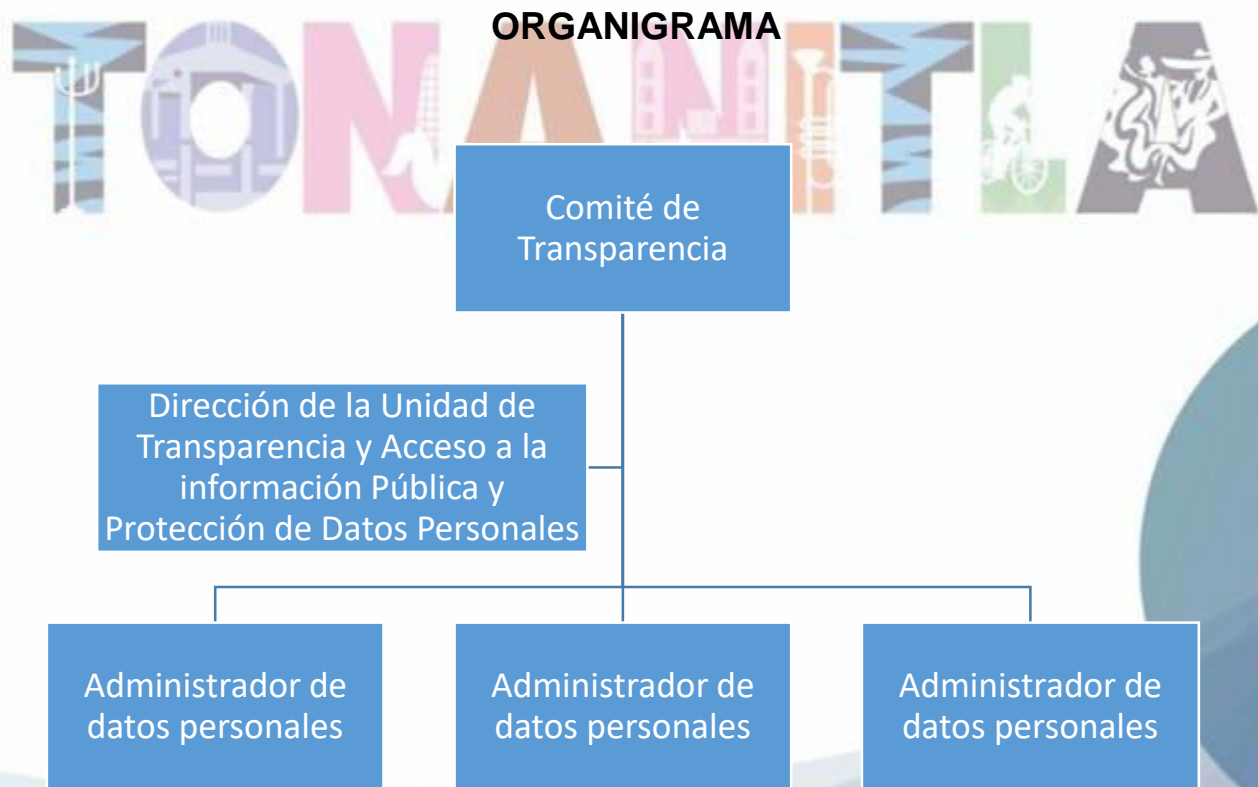 ORGANIGRAMA
TONANITLA
Comité de
Transparencia
Dirección de la Unidad de
Transparencia y Acceso a la
información Pública y
Protección de Datos Personales
Administrador de
datos personales
Administrador de
datos personales
Administrador de
datos personales